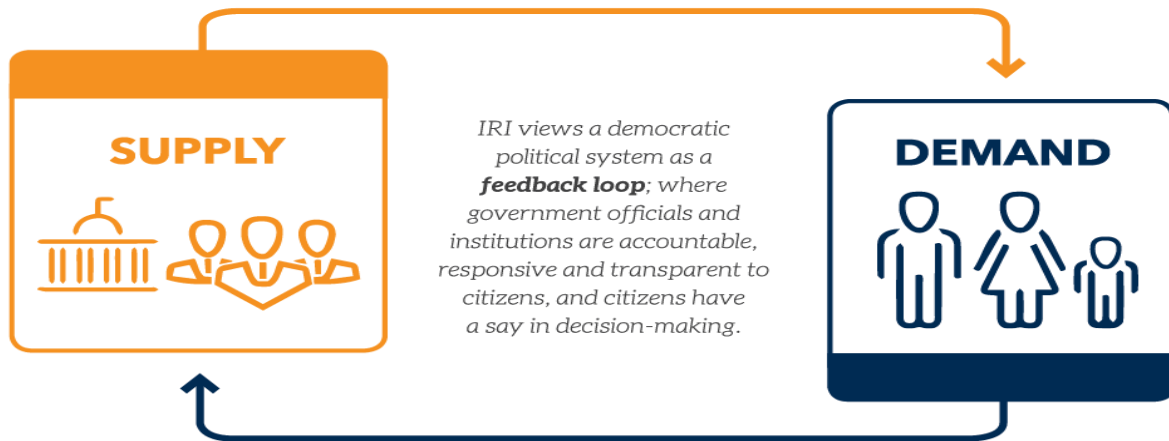 SUPPLY
IRI views a democratic
political system as a
feedback loop; where
government officials and
institutions are accountable,
responsive and transparent to
citizens, and citizens have
a say in decision-making.
DEMAND